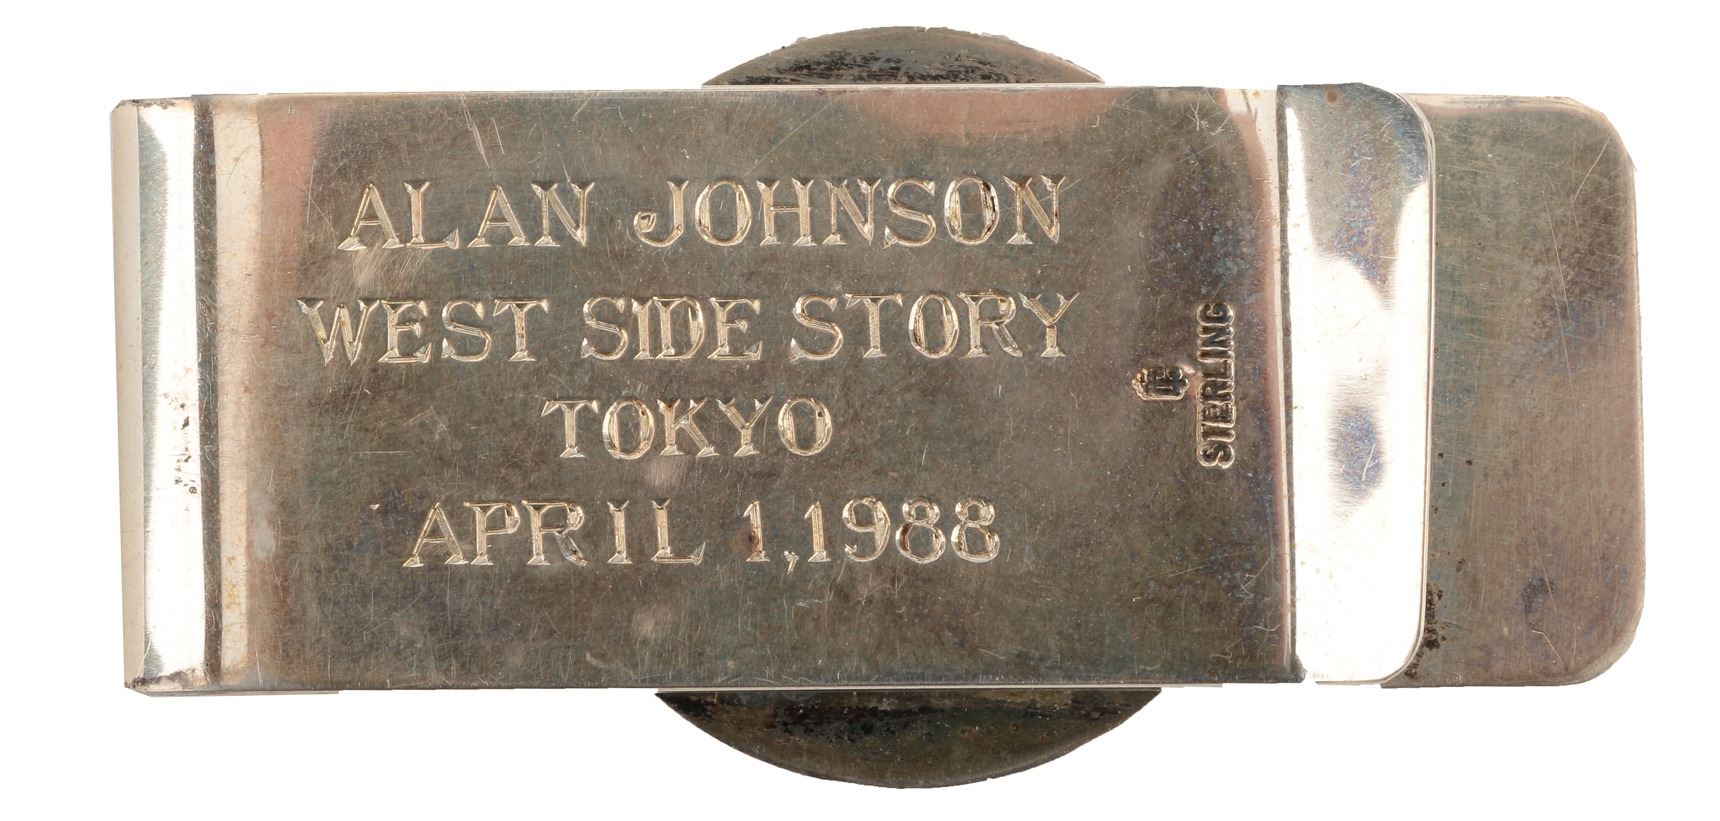 ALAN JOHNSON
WEST SIDE STORY
TOKYO
APRIL 1,1988
STERLING